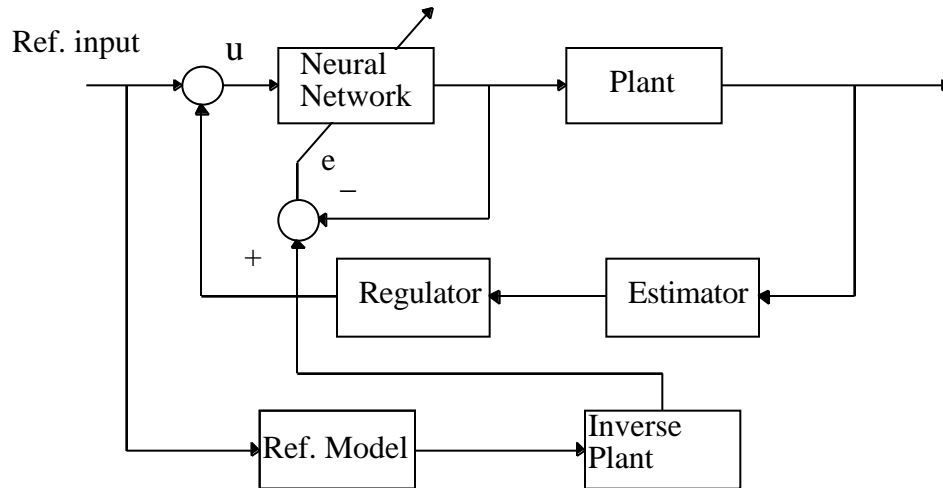 Ref. input
u
Neural
Network
Plant
e
−
+
Regulator
Estimator
Ref. Model
Inverse
Plant